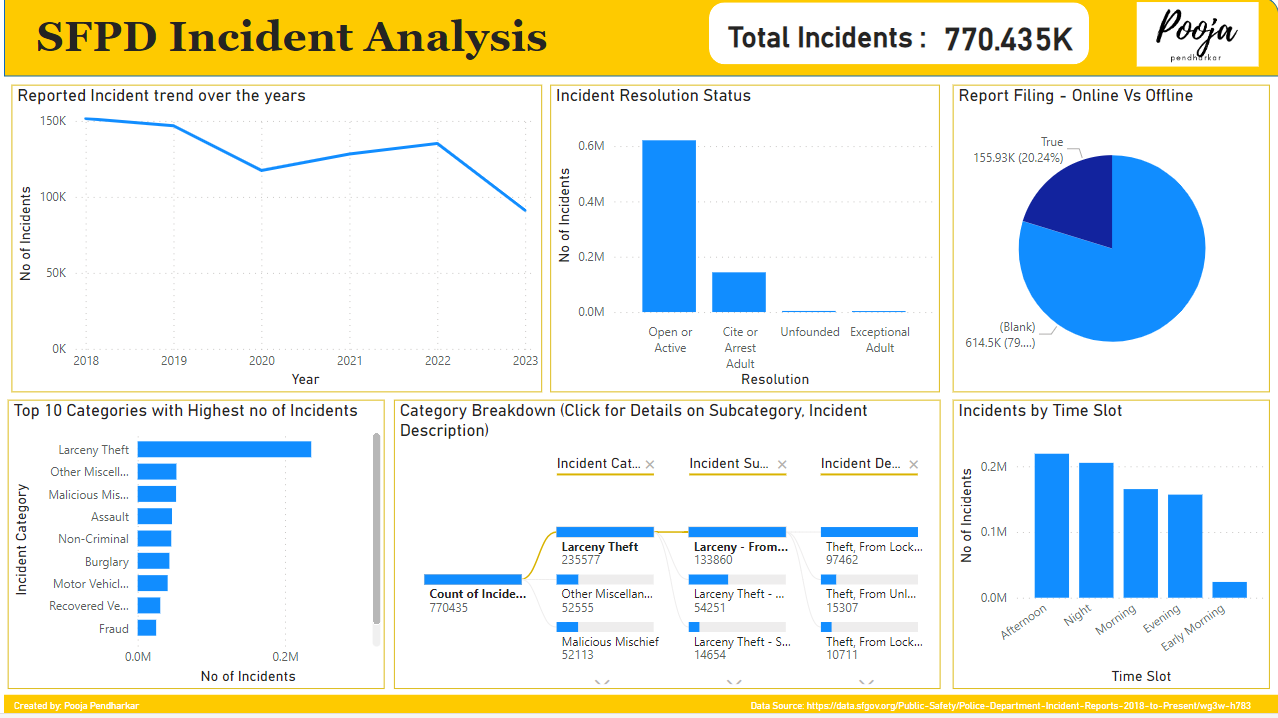 SFPD Incident Analysis
Total Incidents : 770.435K
Pooja
pendharkar
Reported Incident trend over the years
150K
100K
50K
0K
No of Incidents
2018 2019 2020 2021 2022 2023
Year
Incident Resolution Status
0.6M
0.4M
0.2M
0.0M
No of Incidents
Open or
Active
Cite or
Arrest
Adult
Unfounded
Exceptional
Adult
Resolution
Report Filing - Online Vs Offline
True
155.93K (20.24%)
(Blank)
614.5K (79....)
Top 10 Categories with Highest no of Incidents
Incident Category
Larceny Theft
Other Miscell...
Malicious Mis...
Assault
Non-Criminal
Burglary
Motor Vehicl...
Recovered Ve...
Fraud
0.0M 0.2M
No of Incidents
Category Breakdown (Click for Details on Subcategory, Incident
Description)
Incident Cat... Incident Su... Incident De...
Count of Incide...
770435
Larceny Theft
235577
Other Miscellan...
52555
Malicious Mischief
52113
Larceny - From...
133860
Larceny Theft - ...
54251
Larceny Theft - S...
14654
Theft, From Lock...
97462
Theft, From Unl...
15307
Theft, From Lock...
10711
Incidents by Time Slot
0.2M
0.1M
0.0M
No of Incidents
Afternoon
Night
Morning
Evening
Early Morning
Time Slot
Created by: Pooja Pendharkar
Data Source: https://data.sfgov.org/Public-Safety/Police-Department-Incident-Reports-2018-to-Present/wg3w-h783